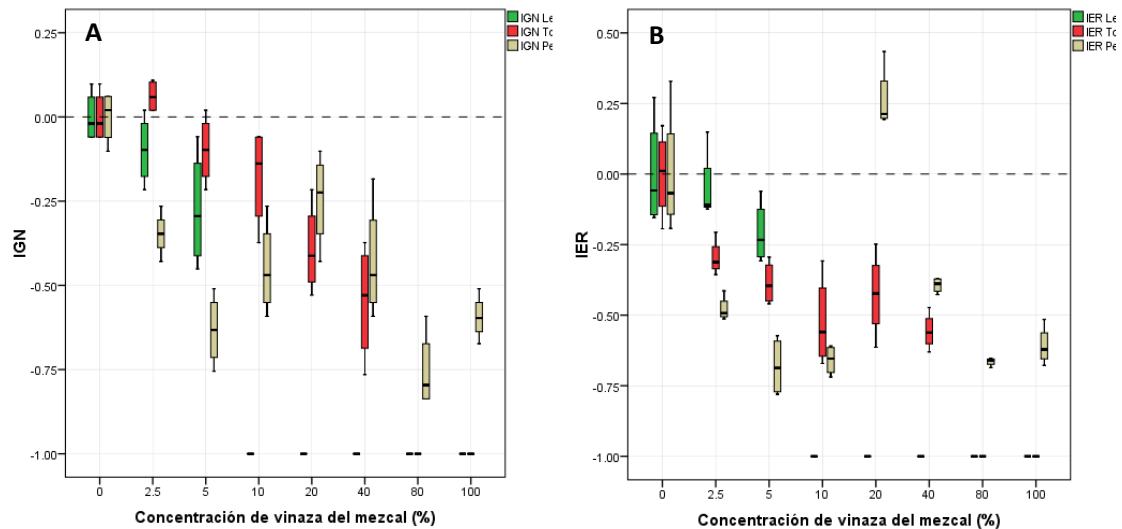 A
IGN Le
IGN To
IGN Pe
0.25
0.00
-0.25
-0.50
-0.75
-1.00
IGN
0 2.5 5 10 20 40 80 100
Concentración de vinaza del mezcal (%)
B
IER Le
IER To
IER Pe
0.50
0.25
0.00
-0.25
-0.50
-0.75
-1.00
IER
0 2.5 5 10 20 40 80 100
Concentración de vinaza del mezcal (%)